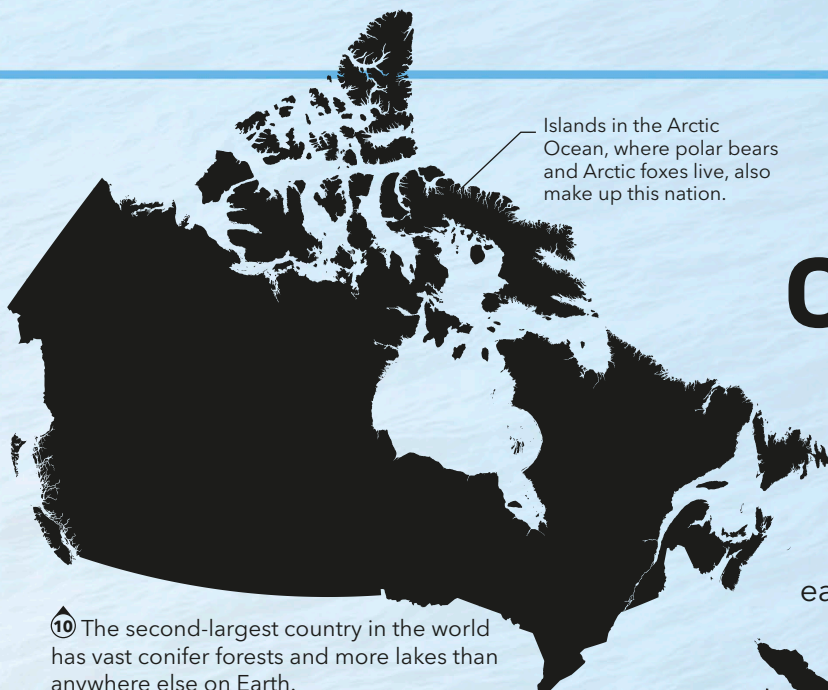 Islands in the Arctic
Ocean, where polar bears
and Arctic foxes live, also
make up this nation.
10 The second-largest country in the world
has vast conifer forests and more lakes than
anywhere else on Earth.